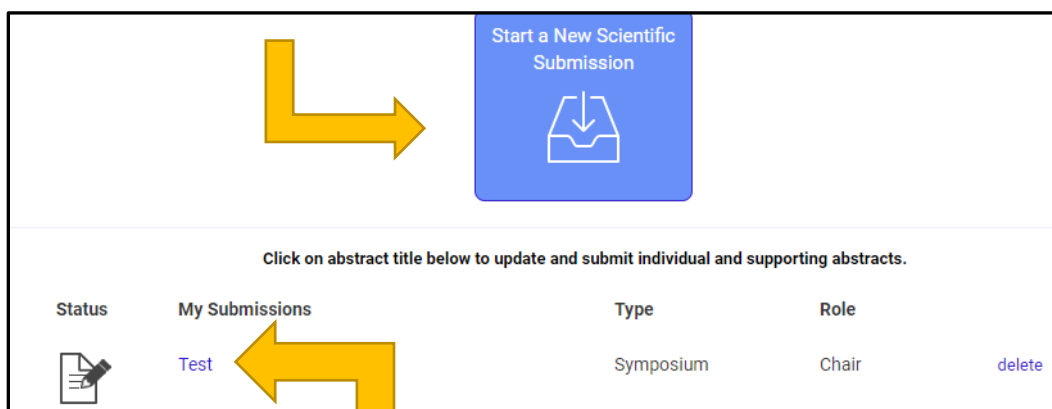 Start a New Scientific
Submission
Click on abstract title below to update and submit individual and supporting abstracts.
Status My Submissions Type Role
Test Symposium Chair delete